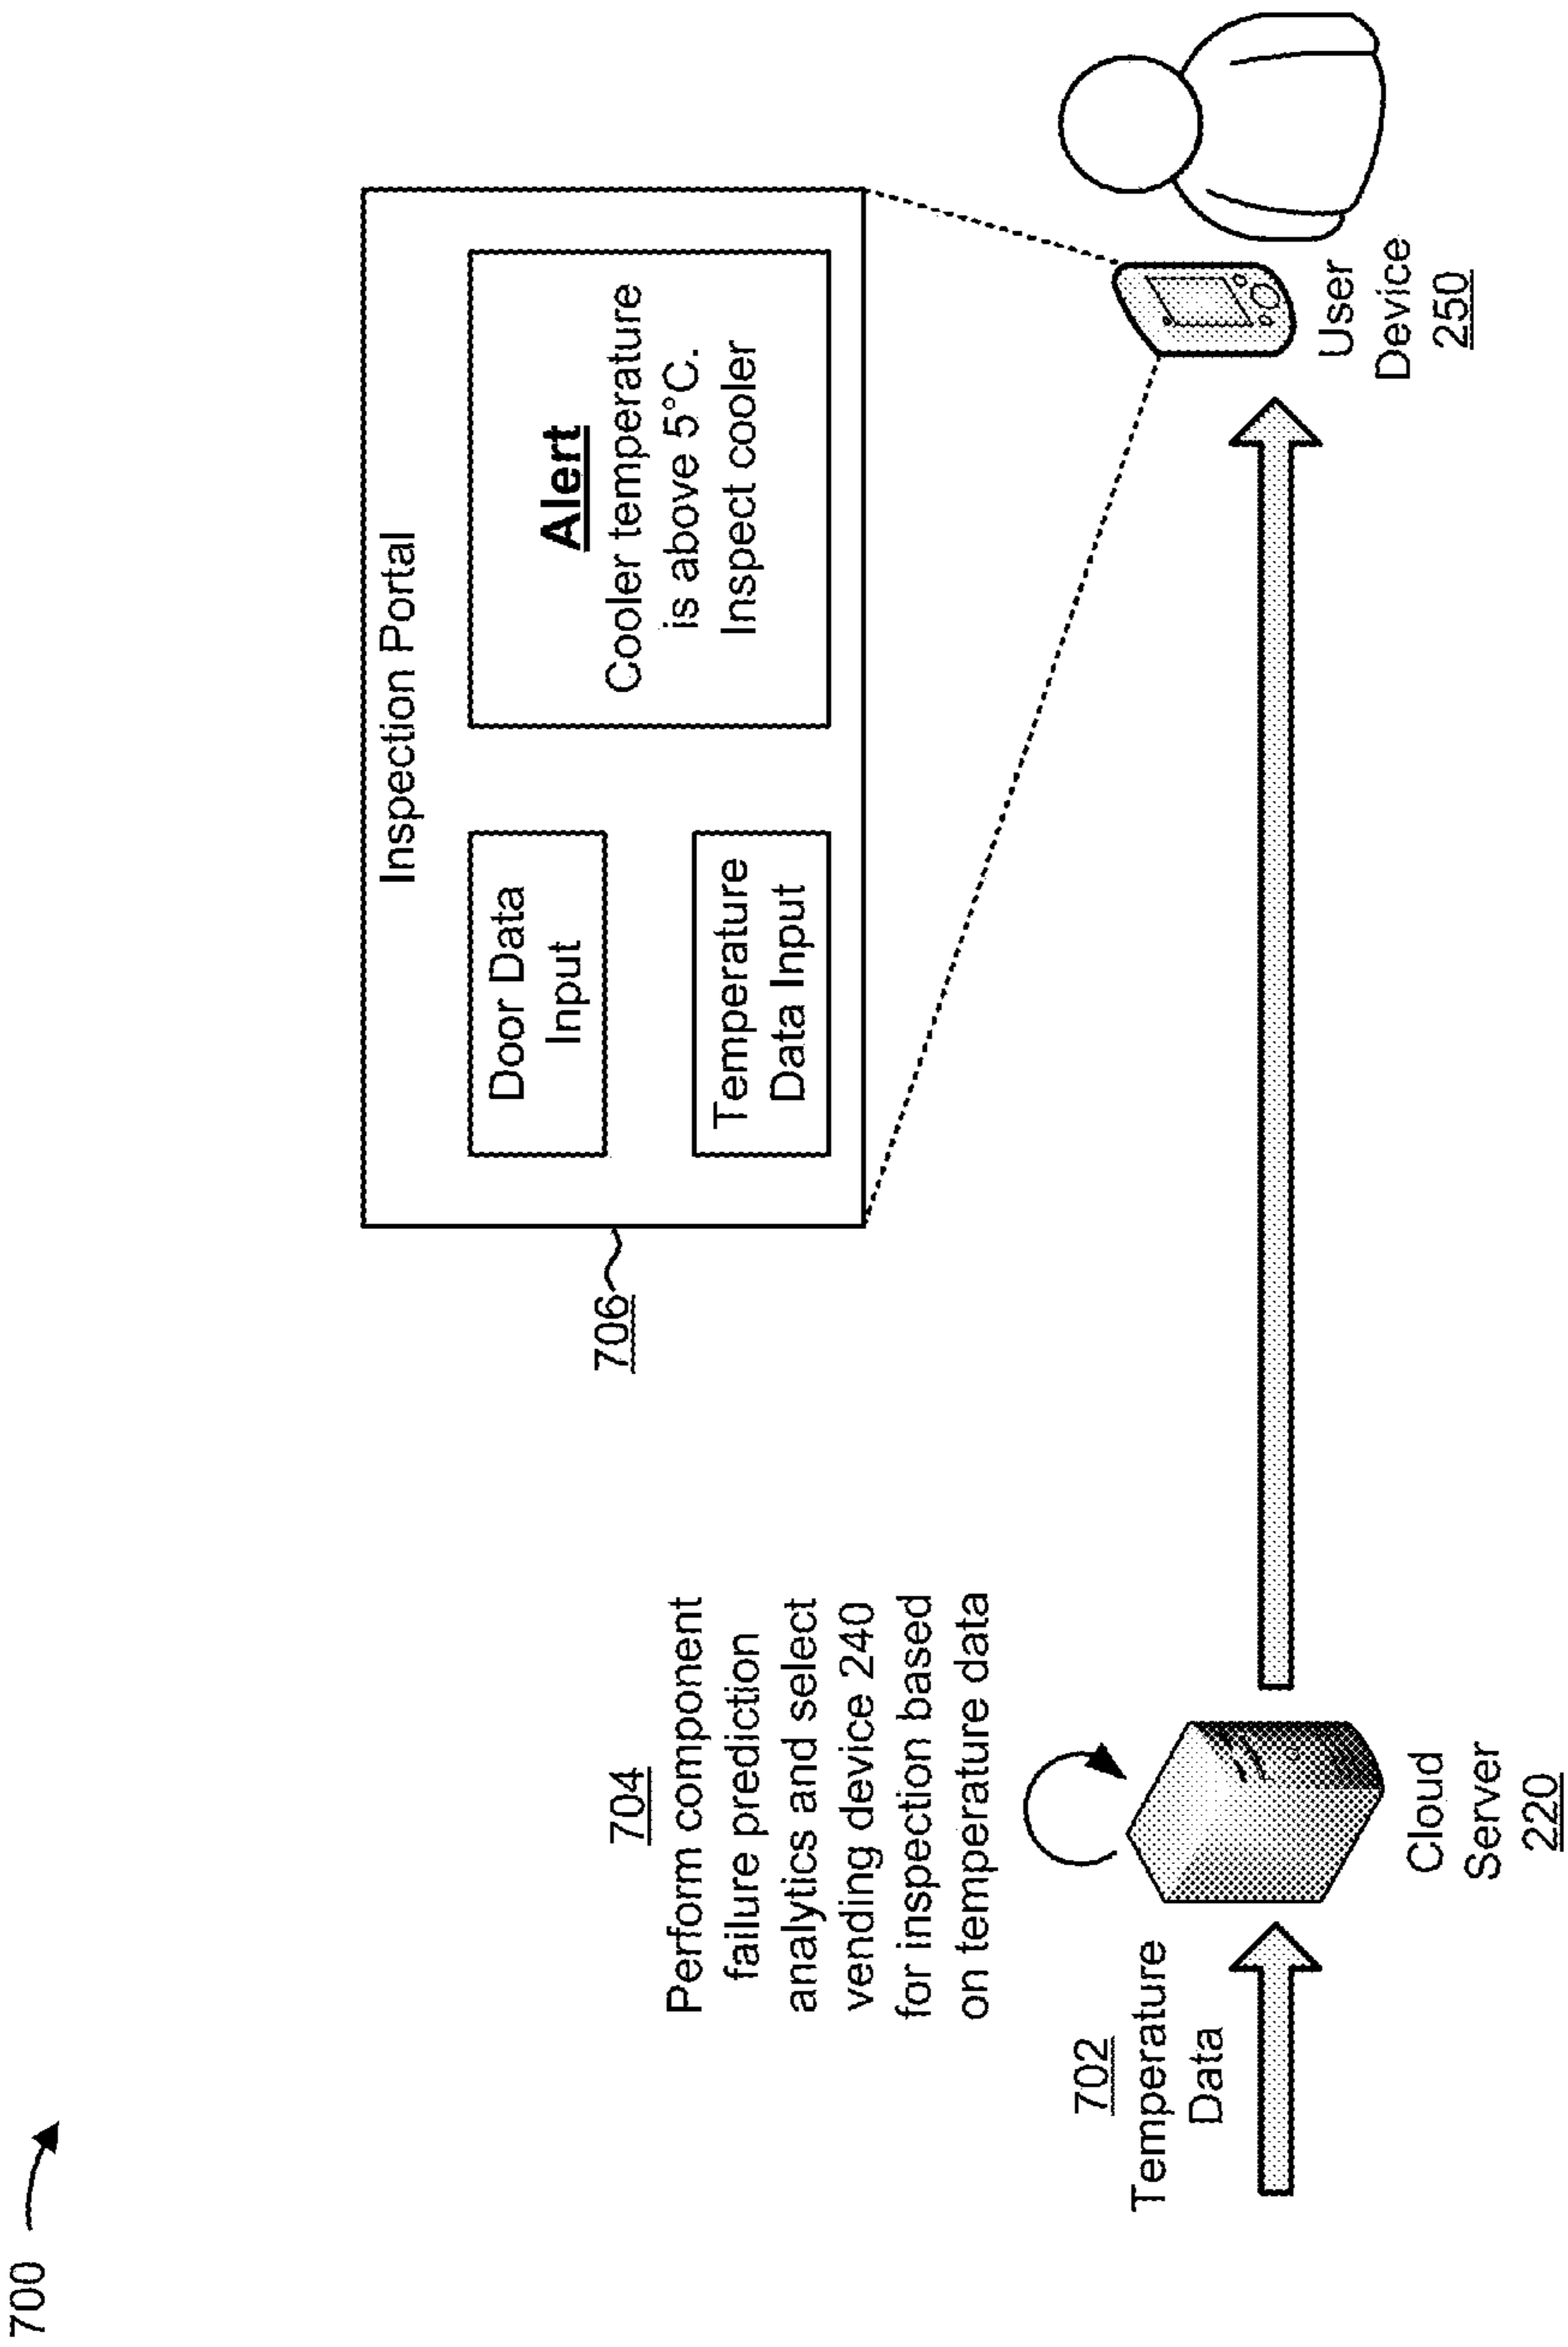 700
Inspection Portal
Door Data
Input
Temperature
Data Input
Alert
Cooler temperature
is above 5°C.
Inspect cooler
706
704
Perform component
failure prediction
analytics and select
vending device 240
for inspection based
on temperature data
702
Temperature
Data
Cloud
Server
220
User
Device
250